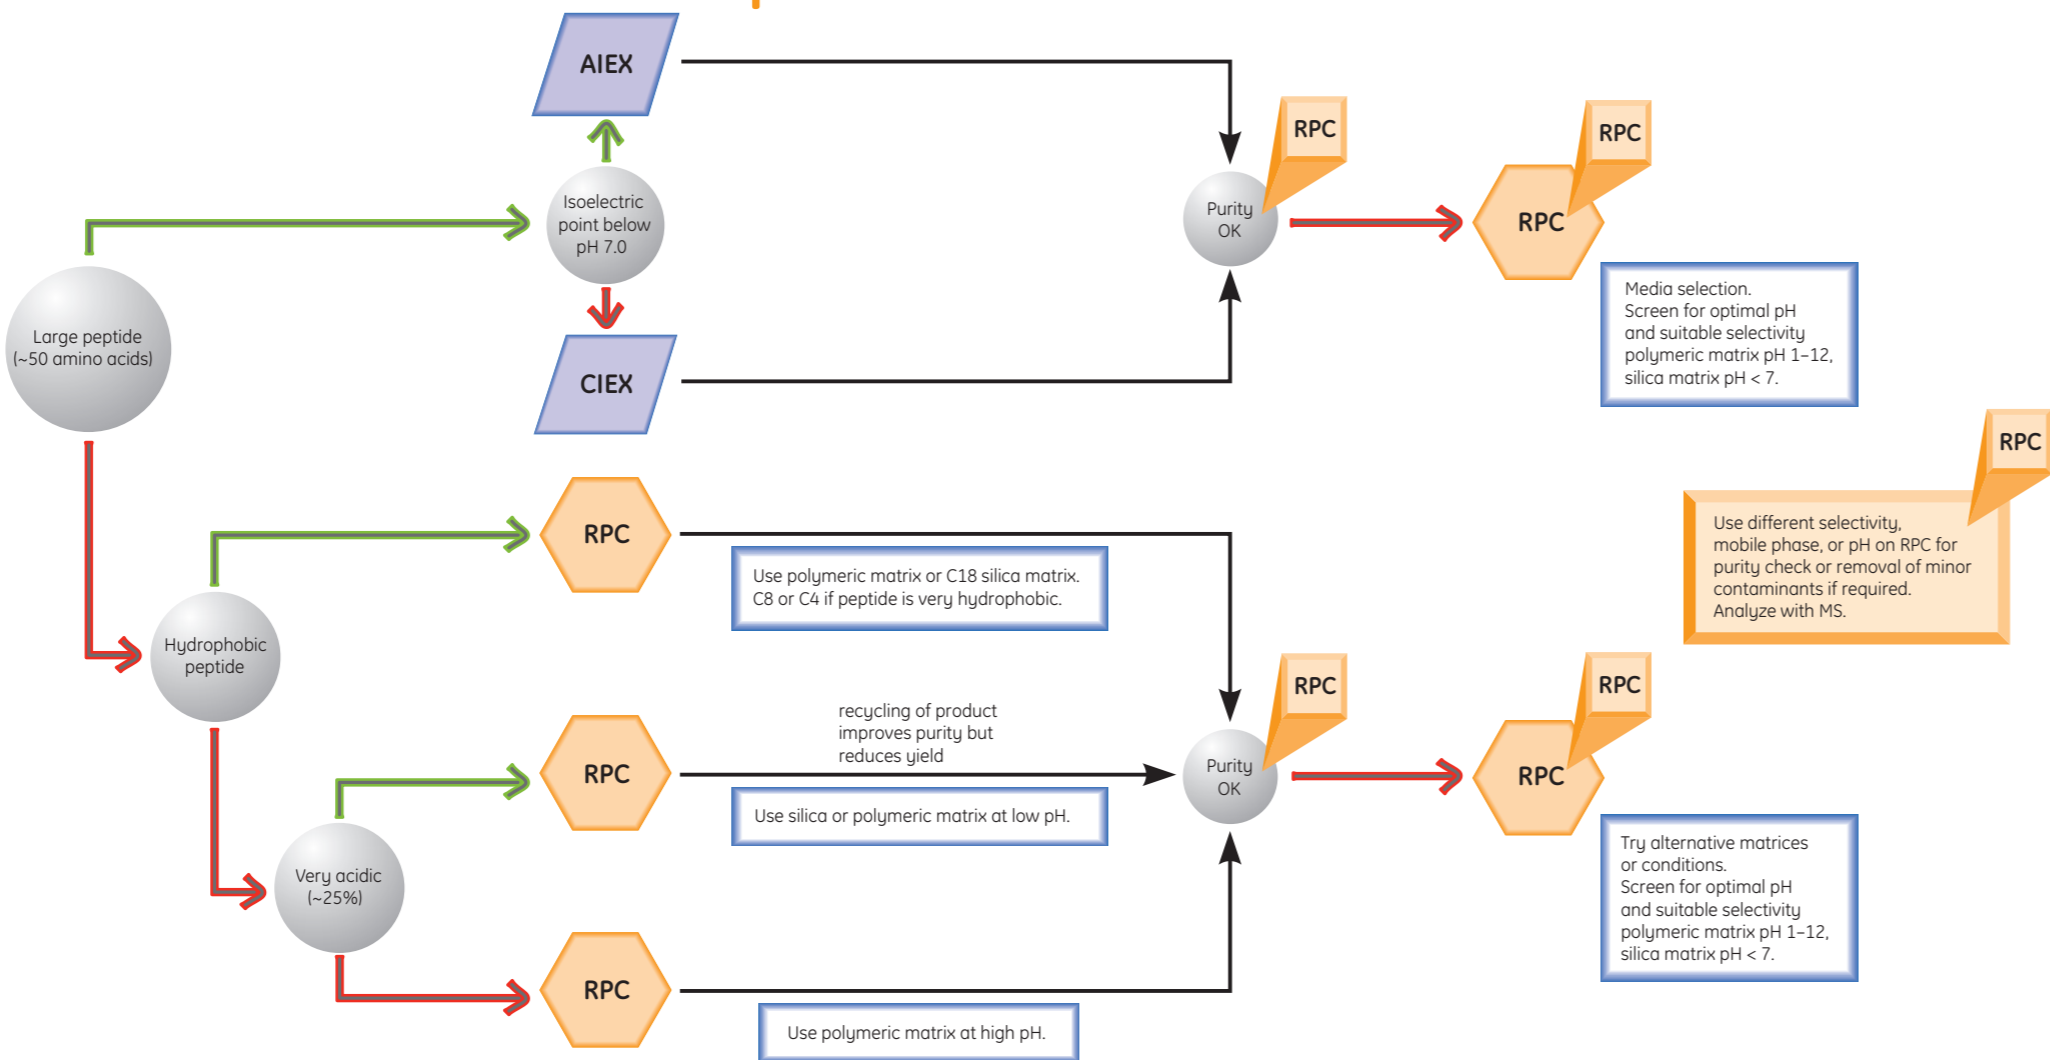 AIEX
RPC
RPC
Isoelectric
point below
pH 7.0
Purity
OK
RPC
Large peptide
(~50 amino acids)
CIEX
Media selection.
Screen for optimal pH
and suitable selectivity
polymeric matrix pH 1–12,
silica matrix pH < 7.
RPC
RPC
Use polymeric matrix or C18 silica matrix.
C8 or C4 if peptide is very hydrophobic.
Use different selectivity,
mobile phase, or pH on RPC for
purity check or removal of minor
contaminants if required.
Analyze with MS.
Hydrophobic
peptide
RPC
RPC
recycling of product
improves purity but
reduces yield
RPC
Purity
OK
RPC
Use silica or polymeric matrix at low pH.
Very acidic
(~25%)
Try alternative matrices
or conditions.
Screen for optimal pH
and suitable selectivity
polymeric matrix pH 1–12,
silica matrix pH < 7.
RPC
Use polymeric matrix at high pH.